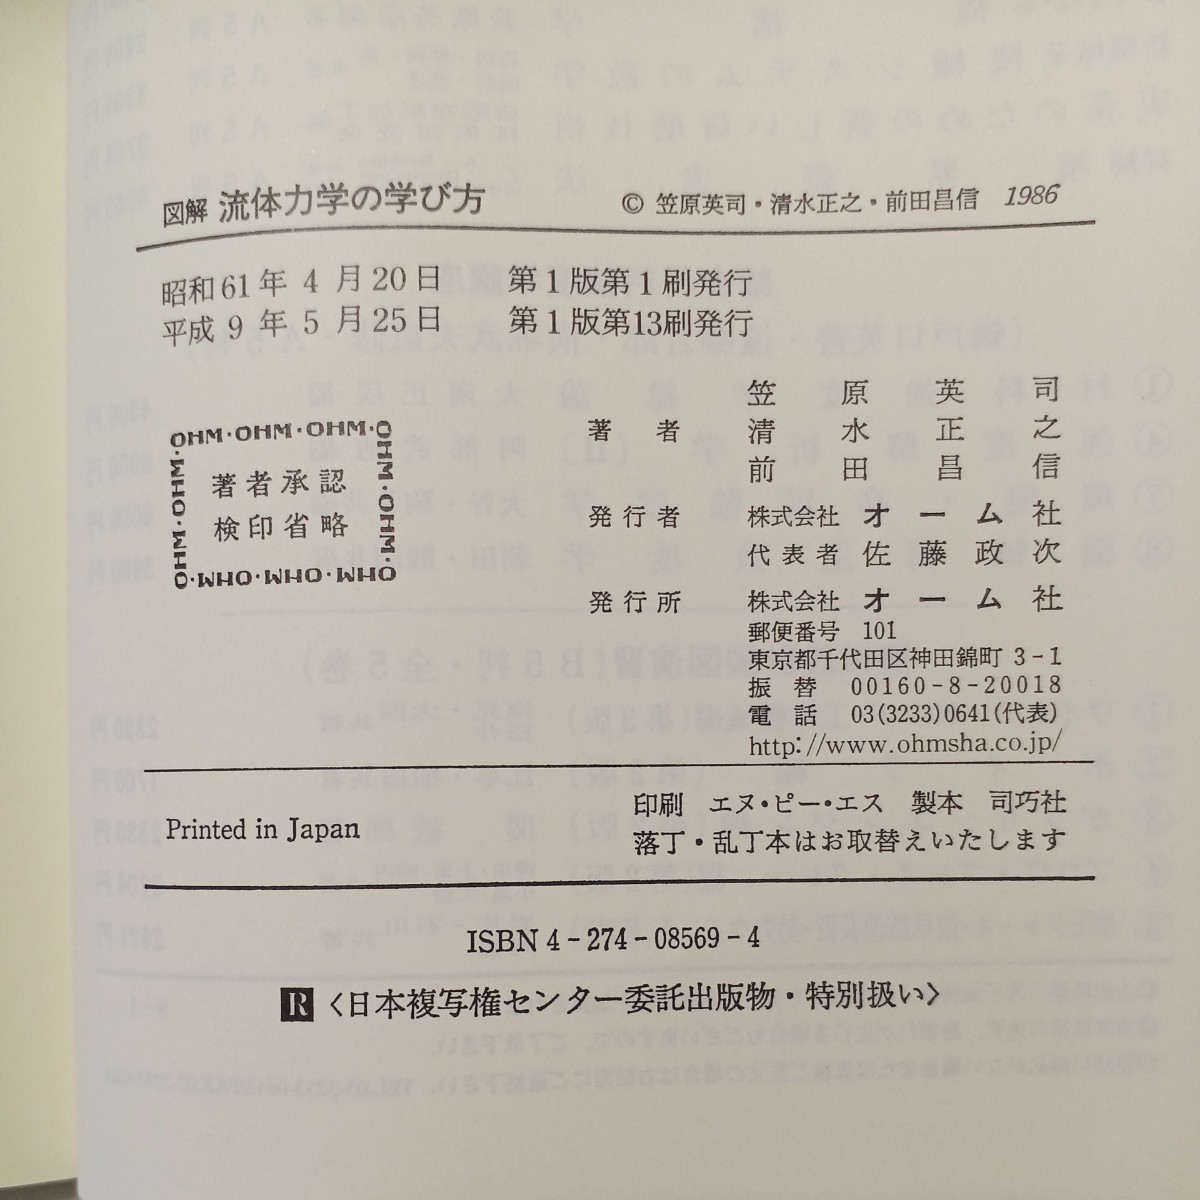 図解 流体力学の学び方 © 笠原英司・清水正之・前田昌信 1986
昭和61年 4 月20日 第1版第1刷発行
平成 9 年 5 月25日 第1版第13刷発行
OHM・OHM・OHM・OHM・OHM・OHM・OHM・OHM・OHM・OHM
著者承認
検印省略
著 者 笠原英司
清水正之
前田昌信
発行者 株式会社 オーム社
代表者 佐藤政次
発行所 株式会社 オーム社
郵便番号 101
東京都千代田区神田錦町 3-1
振替 00160-8-20018
電話 03(3233)0641(代表)
http://www.ohmsha.co.jp/
Printed in Japan
印刷 エヌ・ピー・エス 製本 司巧社
落丁・乱丁本はお取替えいたします
ISBN 4-274-08569-4
R〈日本複写権センター委託出版物・特別扱い〉